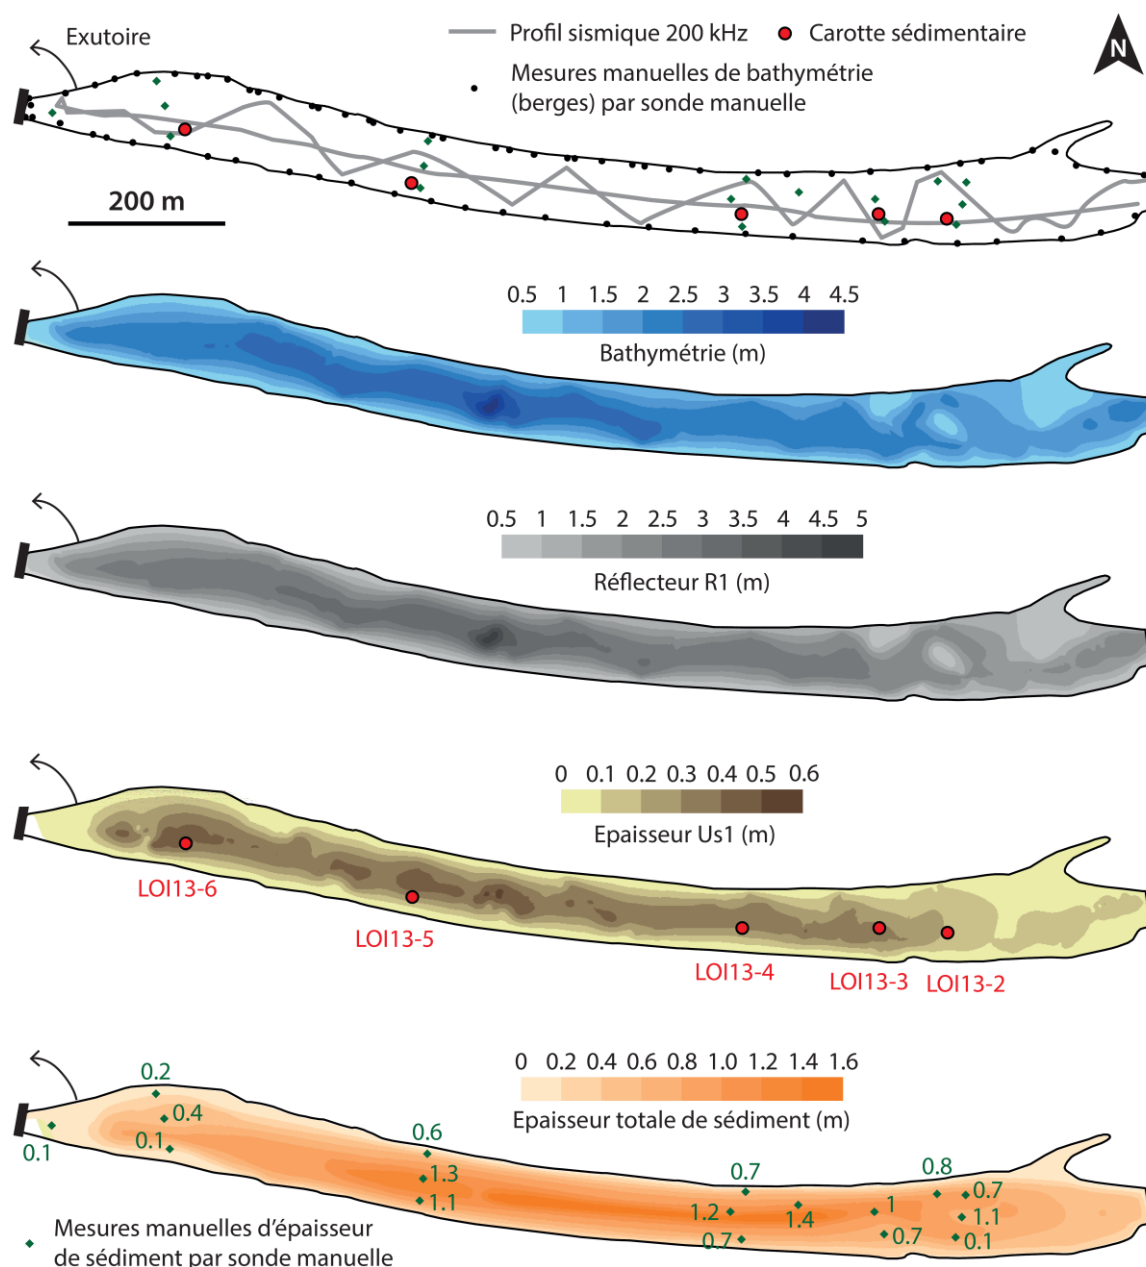 Exutoire
Profil sismique 200 kHz
Carotte sédimentaire
N
Mesures manuelles de bathymétrie
(berges) par sonde manuelle
200 m
0.5 1 1.5 2 2.5 3 3.5 4 4.5
Bathymétrie (m)
0.5 1 1.5 2 2.5 3 3.5 4 4.5 5
Réflecteur R1 (m)
0 0.1 0.2 0.3 0.4 0.5 0.6
Epaisseur Us1 (m)
LOI13-6
LOI13-5
LOI13-4
LOI13-3
LOI13-2
0 0.2 0.4 0.6 0.8 1.0 1.2 1.4 1.6
Epaisseur totale de sédiment (m)
0.2
0.4
0.1
0.1
0.6
1.3
1.1
0.7
1.2
1.4
0.7
1
0.7
0.8
0.7
1.1
0.1
Mesures manuelles d'épaisseur
de sédiment par sonde manuelle